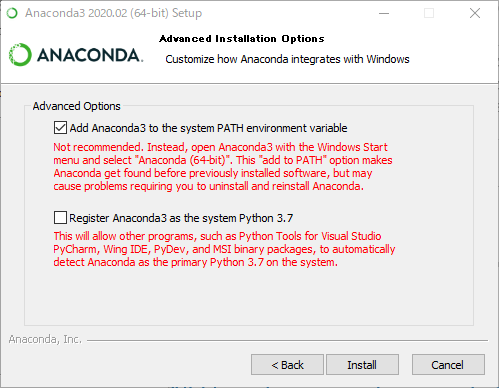 Anaconda3 2020.02 (64-bit) Setup
Advanced Installation Options
ANACONDA.
Customize how Anaconda integrates with Windows
Advanced Options
Add Anaconda3 to the system PATH environment variable
Not recommended. Instead, open Anaconda3 with the Windows Start
menu and select "Anaconda (64-bit)". This "add to PATH" option makes
Anaconda get found before previously installed software, but may
cause problems requiring you to uninstall and reinstall Anaconda.
Register Anaconda3 as the system Python 3.7
This will allow other programs, such as Python Tools for Visual Studio
PyCharm, Wing IDE, PyDev, and MSI binary packages, to automatically
detect Anaconda as the primary Python 3.7 on the system.
Anaconda, Inc.
< Back
Install
Cancel